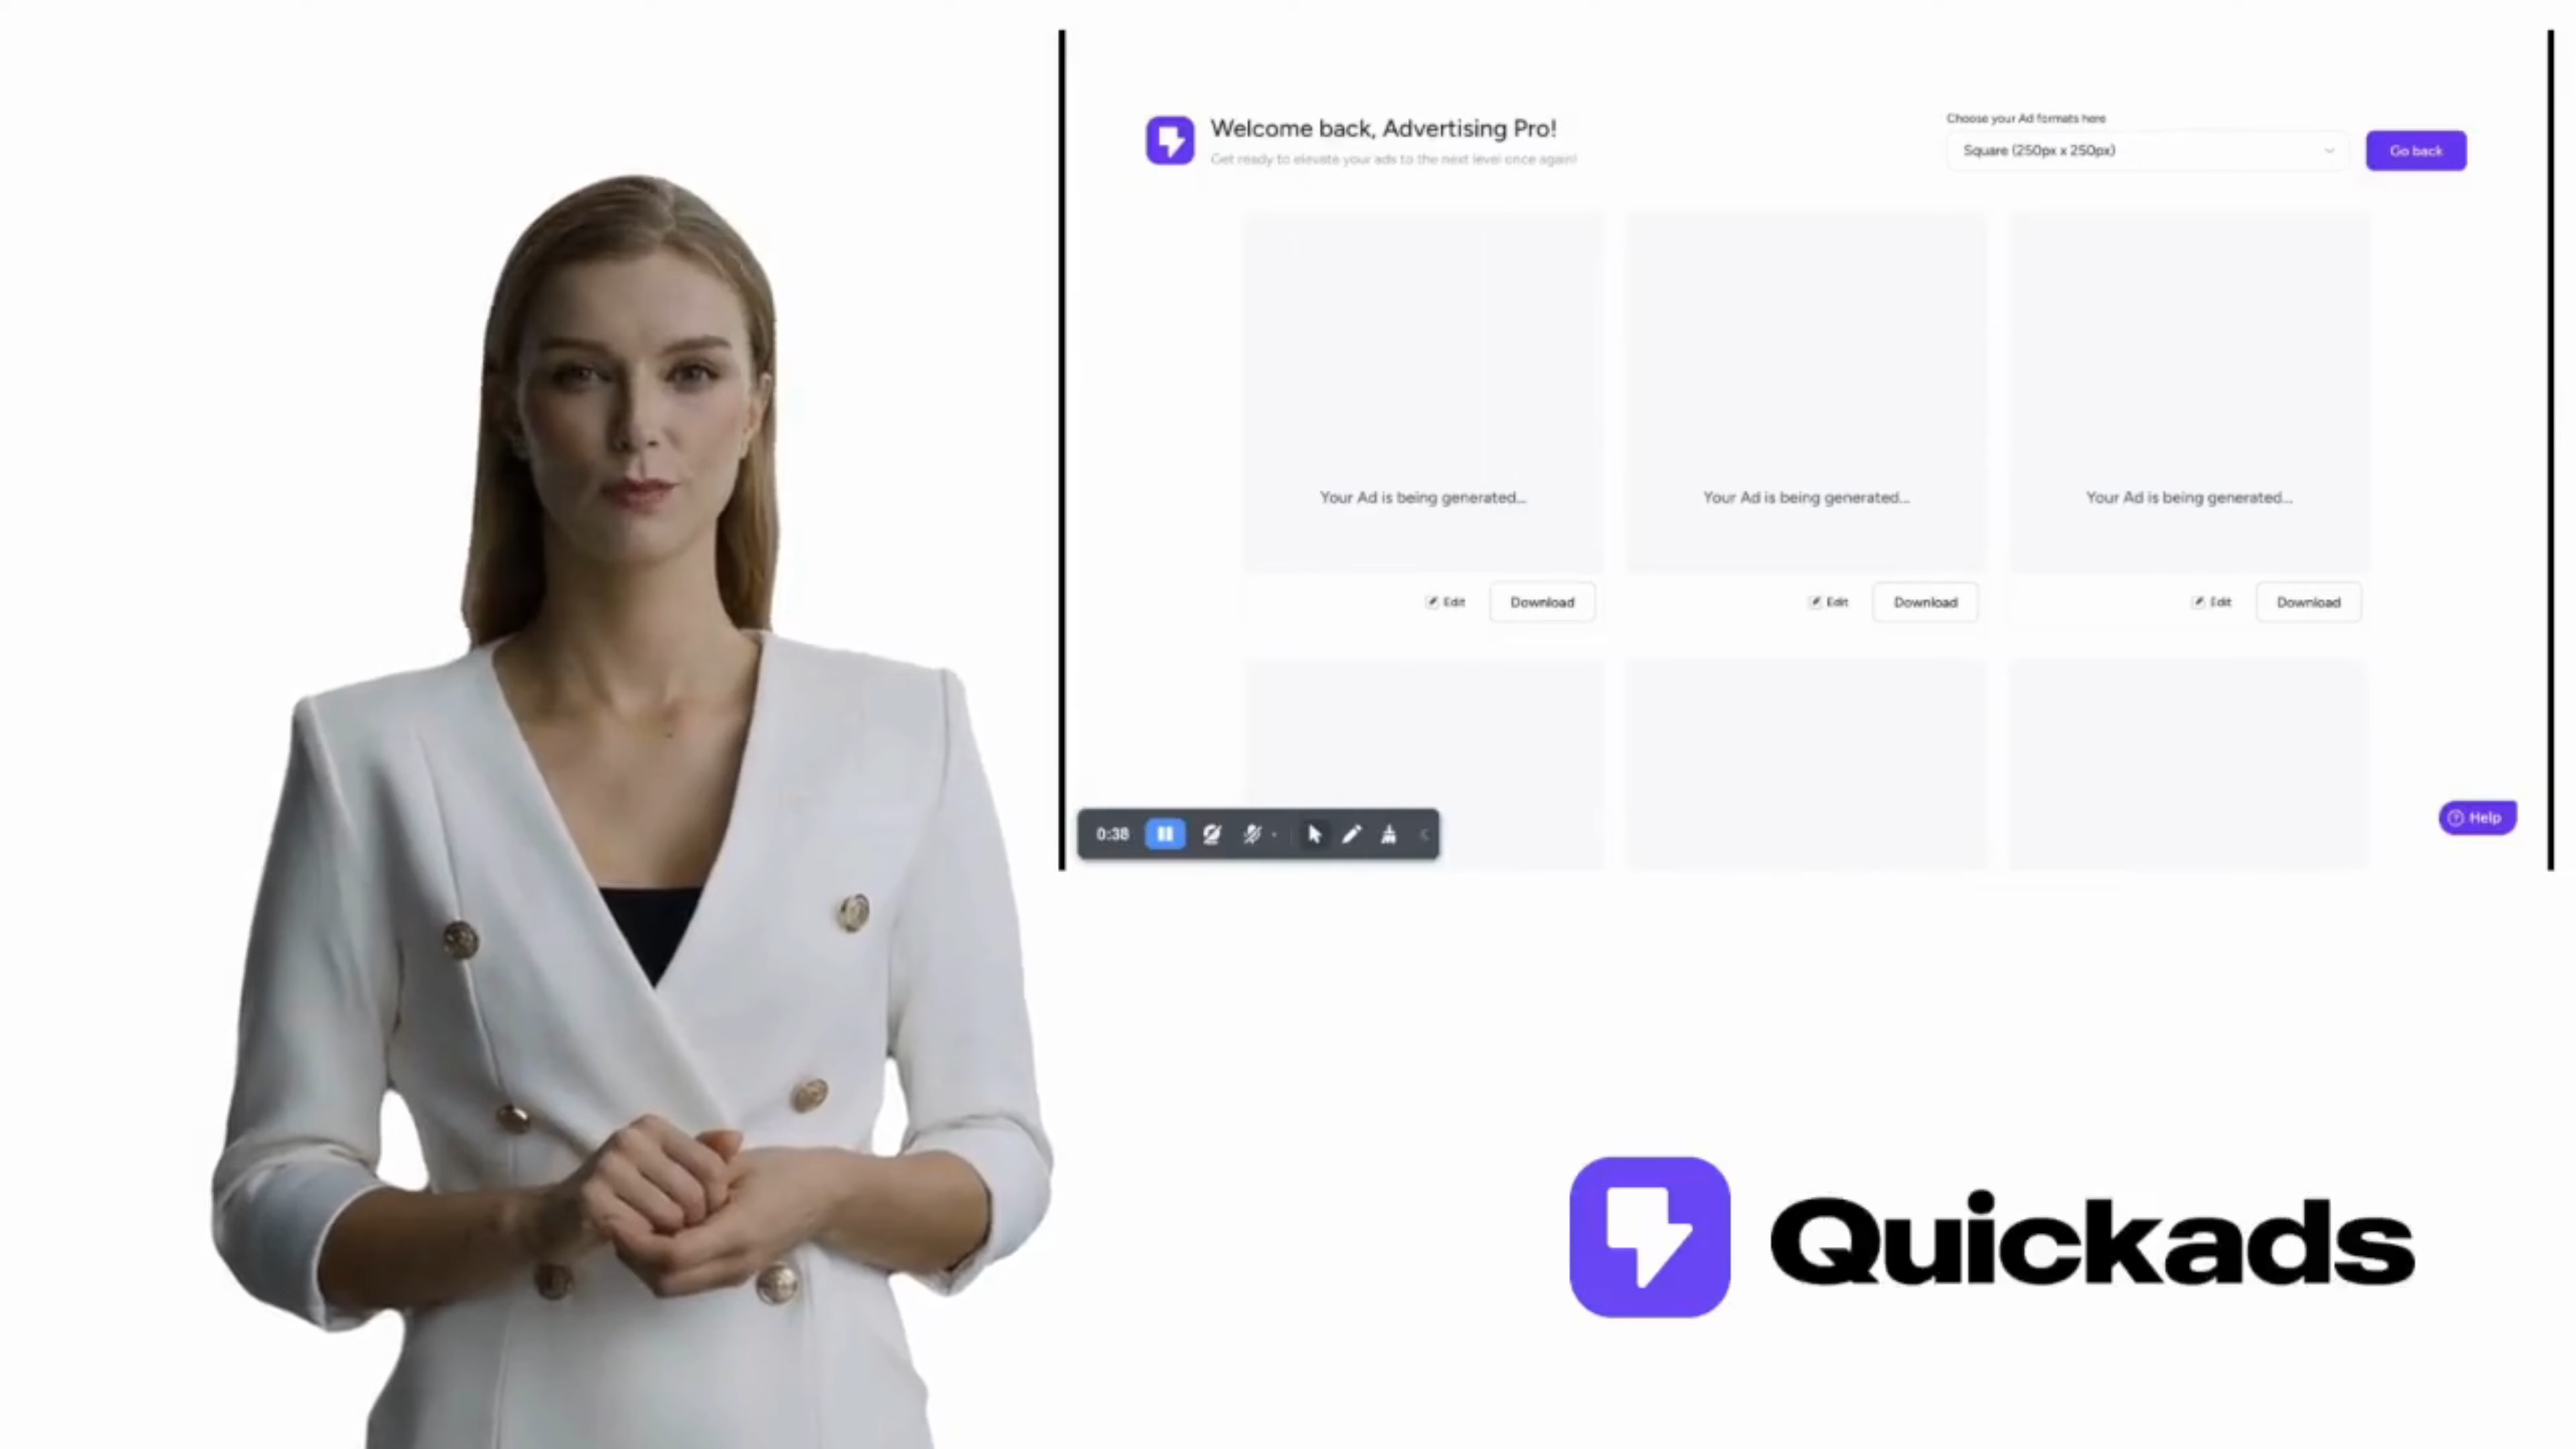 Welcome back, Advertising Pro!
Get ready to elevate your ads to the next level once again!
Choose your Ad formats here
Square (250px x 250px)
Go back
Your Ad is being generated...
Your Ad is being generated...
Your Ad is being generated...
Edit
Download
Edit
Download
Edit
Download
0:38
Help
Quickads